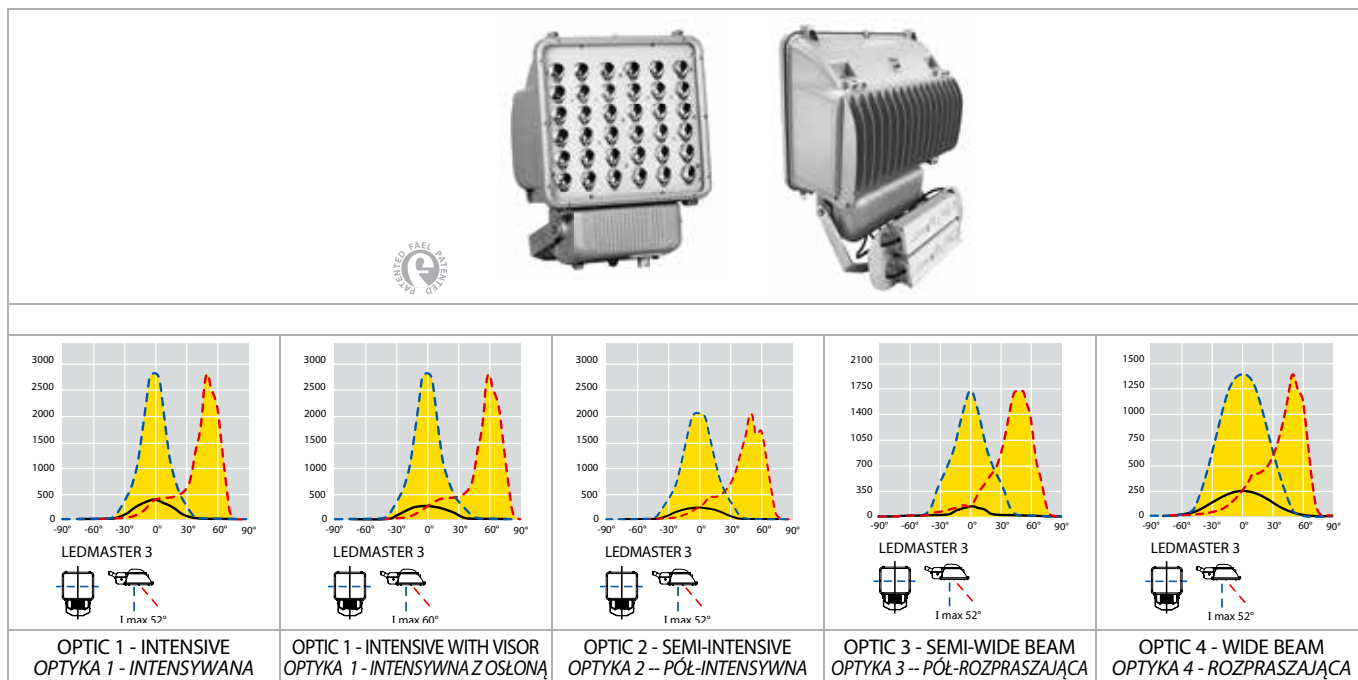 PATENTED FAEL PATENTED
3000
2500
2000
1500
1000
500
0
-90° -60° -30° 0° 30° 60° 90°
LEDMASTER 3
I max 52°
OPTIC 1 - INTENSIVE
OPTYKA 1 - INTENSYWANA
3000
2500
2000
1500
1000
500
0
-90° -60° -30° 0° 30° 60° 90°
LEDMASTER 3
I max 60°
OPTIC 1 - INTENSIVE WITH VISOR
OPTYKA 1 - INTENSYWNA Z OSŁONĄ
3000
2500
2000
1500
1000
500
0
-90° -60° -30° 0° 30° 60° 90°
LEDMASTER 3
I max 52°
OPTIC 2 - SEMI-INTENSIVE
OPTYKA 2 -- PÓŁ-INTENSYWNA
2100
1750
1400
1050
700
350
0
-90° -60° -30° 0° 30° 60° 90°
LEDMASTER 3
I max 52°
OPTIC 3 - SEMI-WIDE BEAM
OPTYKA 3 -- PÓŁ-ROZPRASZAJĄCA
1500
1250
1000
750
500
250
0
-90° -60° -30° 0° 30° 60° 90°
LEDMASTER 3
I max 52°
OPTIC 4 - WIDE BEAM
OPTYKA 4 - ROZPRASZAJĄCA